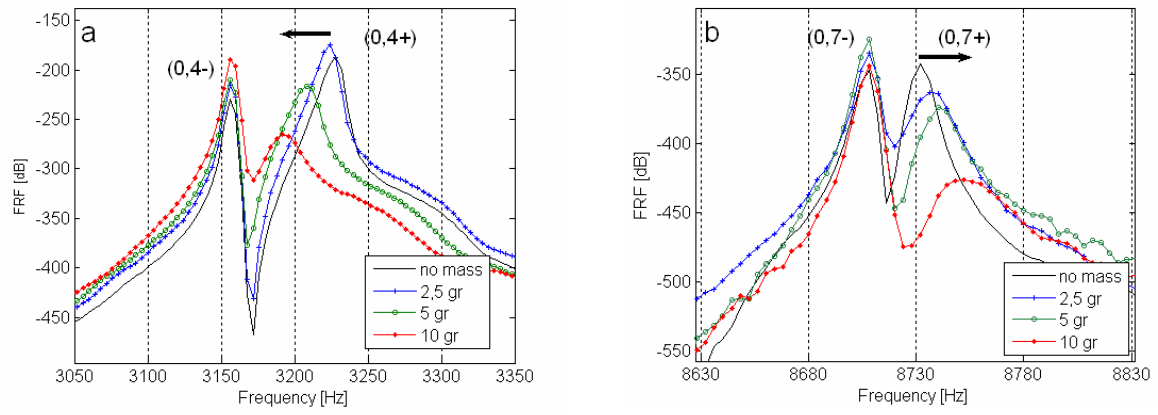 a
(0,4-)
(0,4+)
FRF [dB]
-150
-200
-250
-300
-350
-400
-450
no mass
2,5 gr
5 gr
10 gr
3050 3100 3150 3200 3250 3300 3350
Frequency [Hz]
b
(0,7-)
(0,7+)
FRF [dB]
-350
-400
-450
-500
-550
no mass
2,5 gr
5 gr
10 gr
8630 8680 8730 8780 8830
Frequency [Hz]